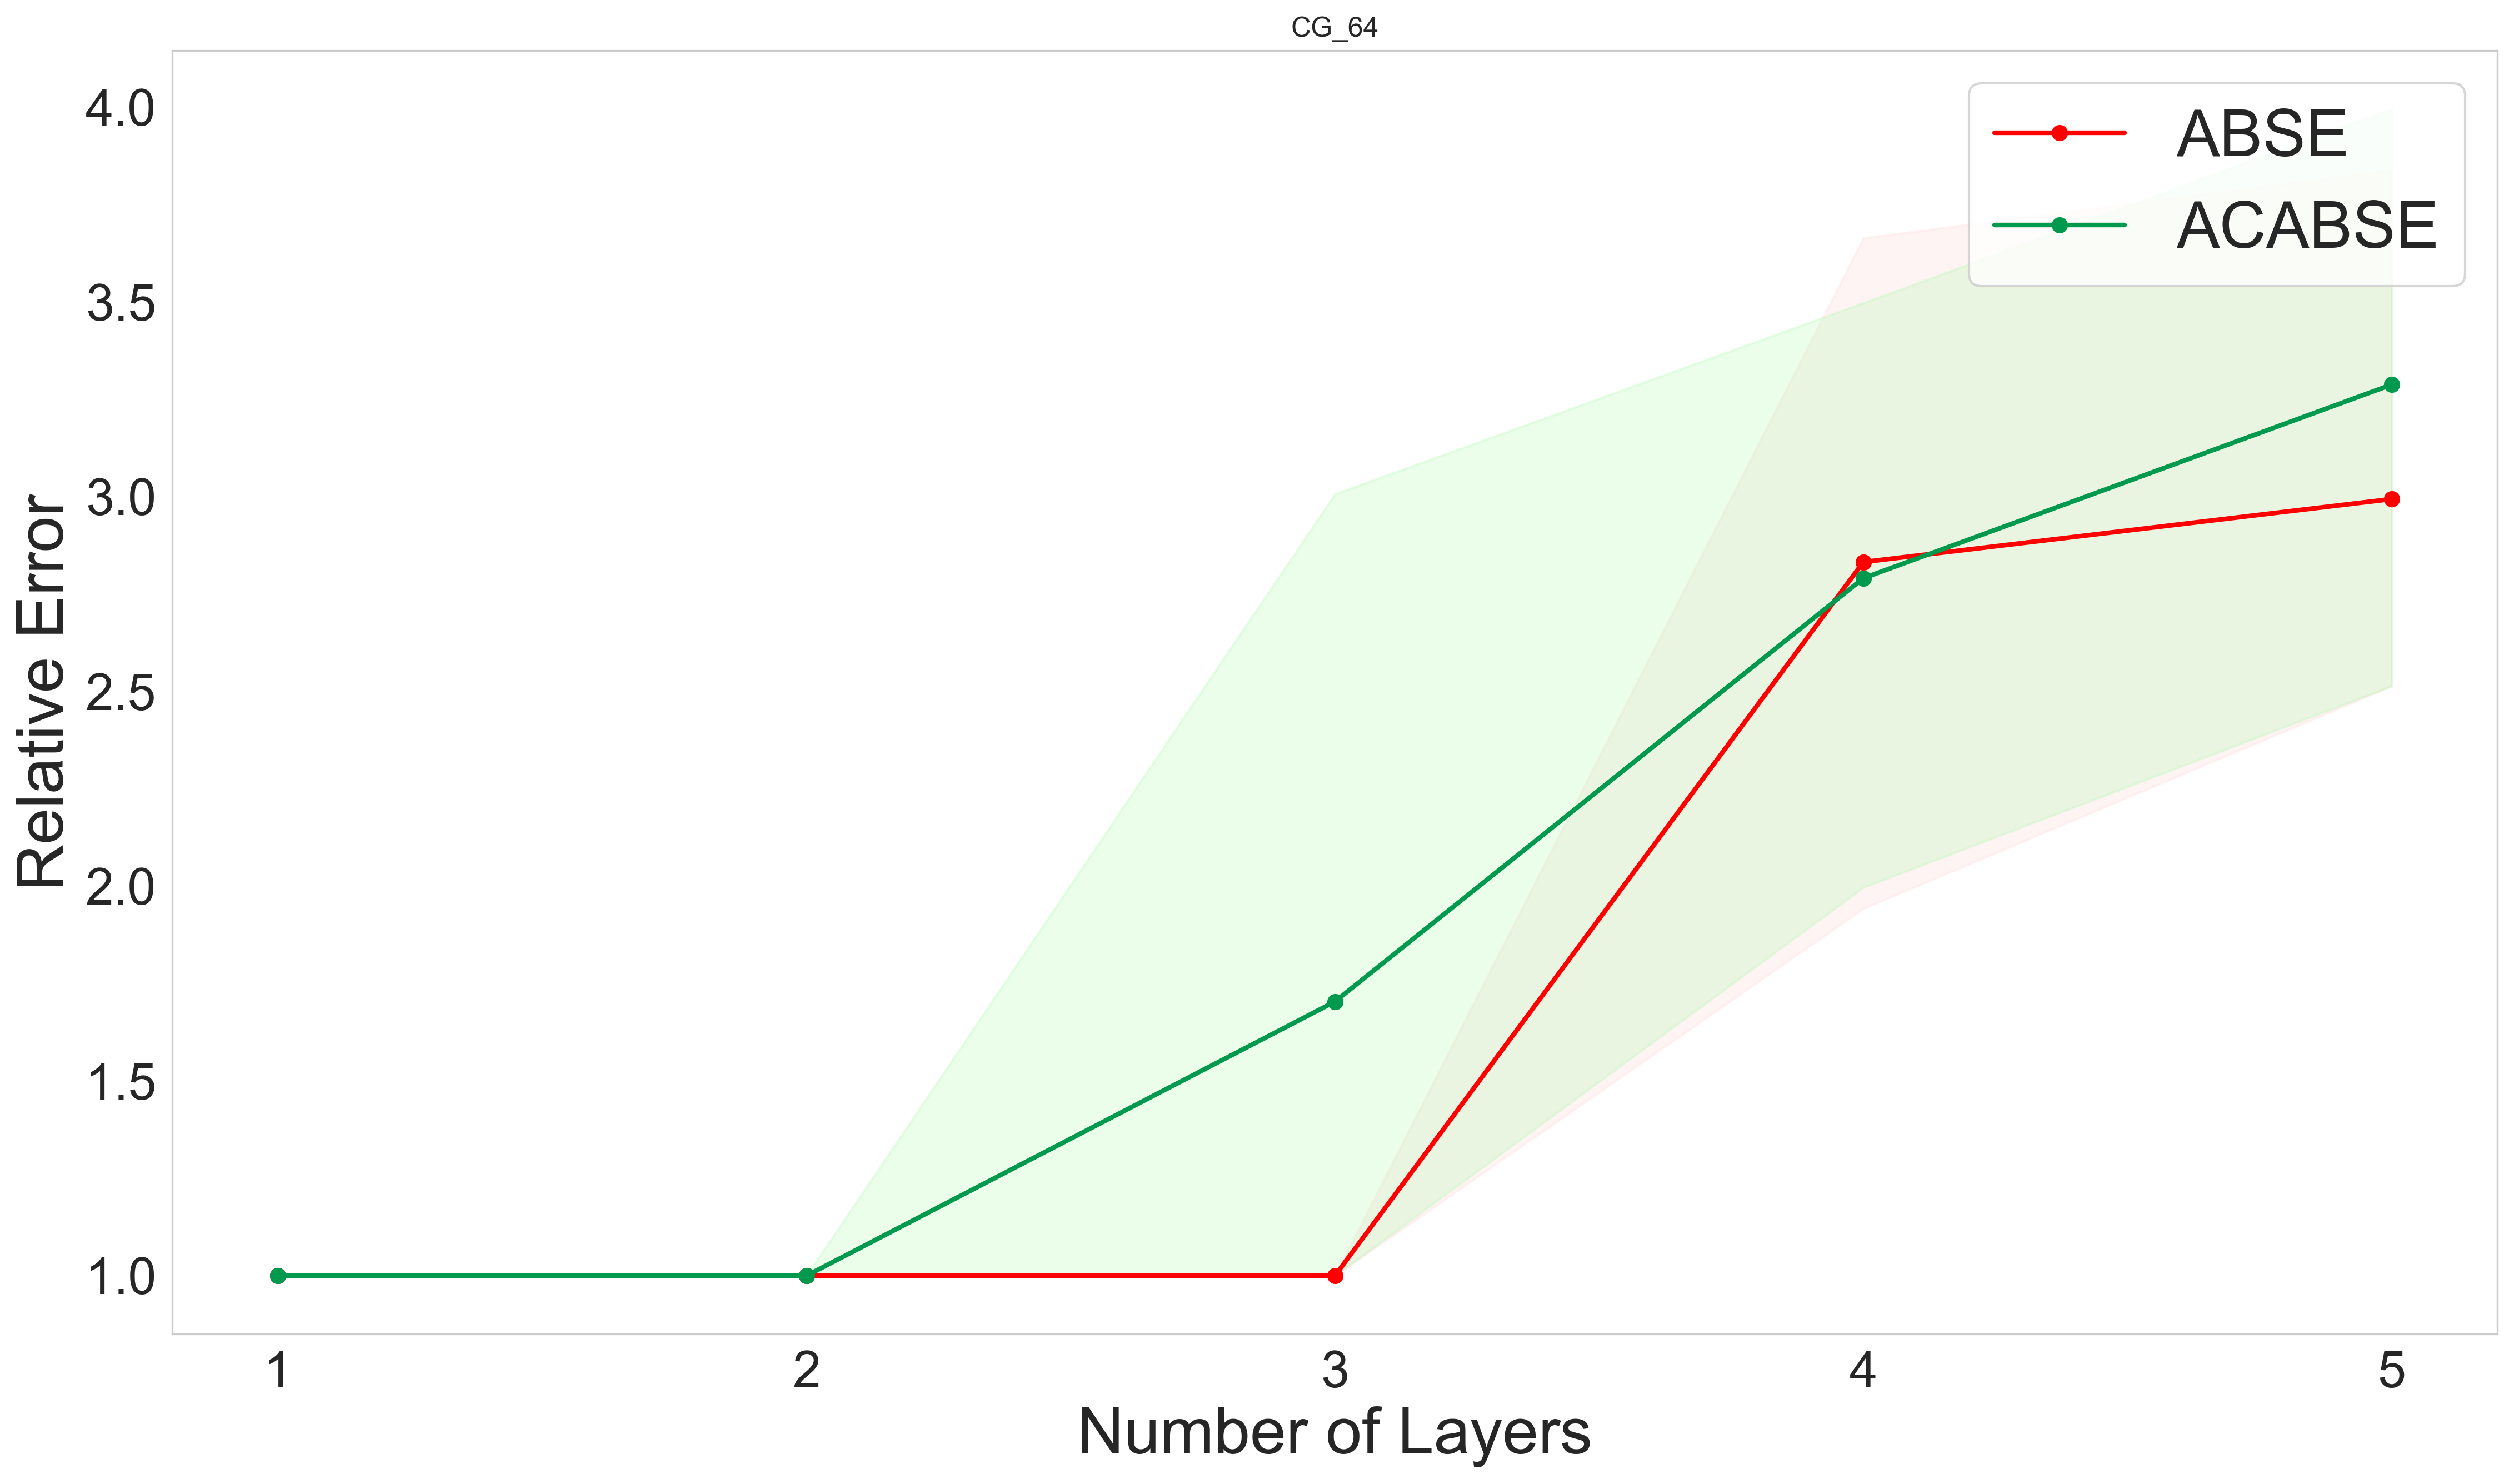 CG_64
4.0
3.5
3.0
2.5
2.0
1.5
1.0
Relative Error
ABSE
ACABSE
1 2 3 4 5
Number of Layers